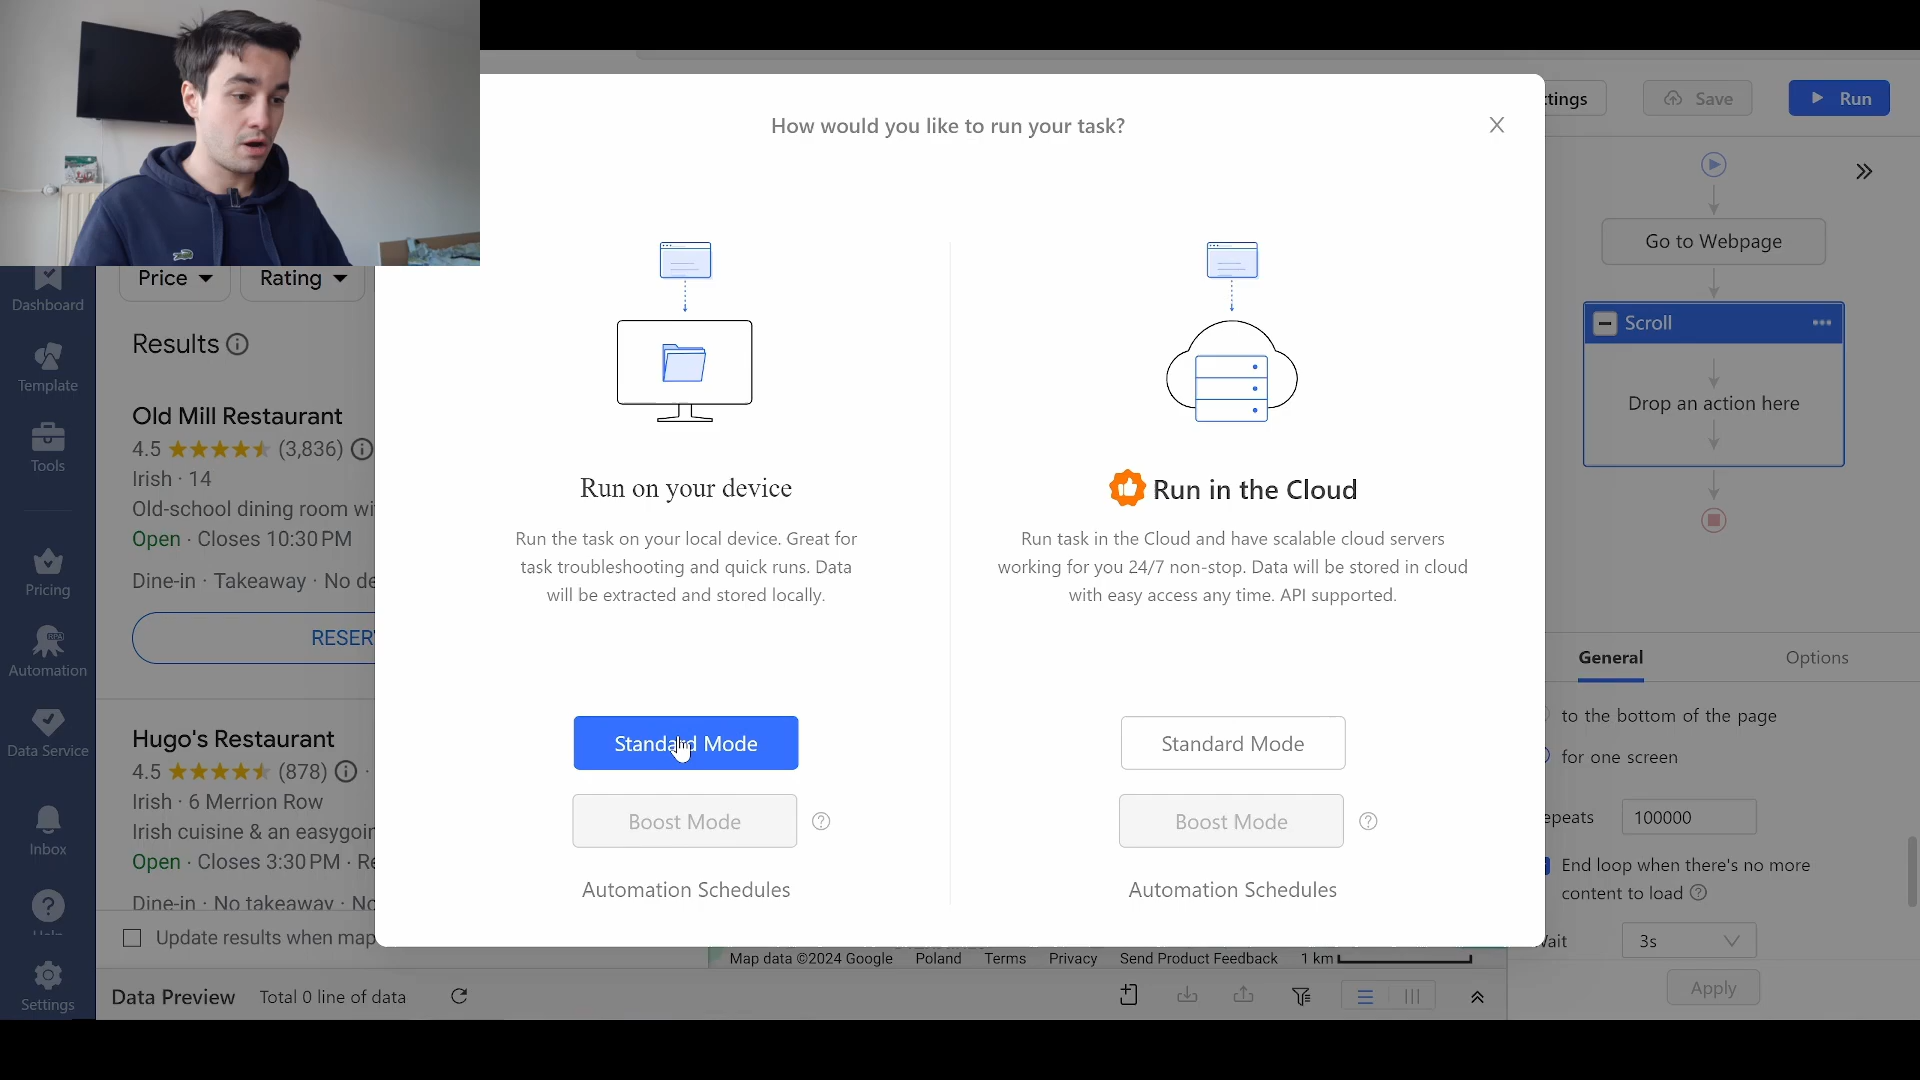 How would you like to run your task?
ttings
Save
Run
Go to Webpage
Scroll
Drop an action here
Dashboard
Template
Tools
Pricing
Automation
Data Service
Inbox
Settings
Price
Rating
Results
Old Mill Restaurant
4.5 (3,836)
Irish · 14
Old-school dining room wi
Open · Closes 10:30 PM
Dine-in · Takeaway · No de
RESER
Hugo's Restaurant
4.5 (878) ·
Irish · 6 Merrion Row
Irish cuisine & an easygoin
Open · Closes 3:30 PM · Re
Dine-in · No takeaway · No
Update results when map
Run on your device
Run the task on your local device. Great for
task troubleshooting and quick runs. Data
will be extracted and stored locally.
Standard Mode
Boost Mode
Automation Schedules
Run in the Cloud
Run task in the Cloud and have scalable cloud servers
working for you 24/7 non-stop. Data will be stored in cloud
with easy access any time. API supported.
Standard Mode
Boost Mode
Automation Schedules
General
Options
to the bottom of the page
for one screen
epeats 100000
End loop when there's no more
content to load
Wait 3s
Apply
Map data ©2024 Google Poland Terms Privacy Send Product Feedback 1 km
Data Preview Total 0 line of data